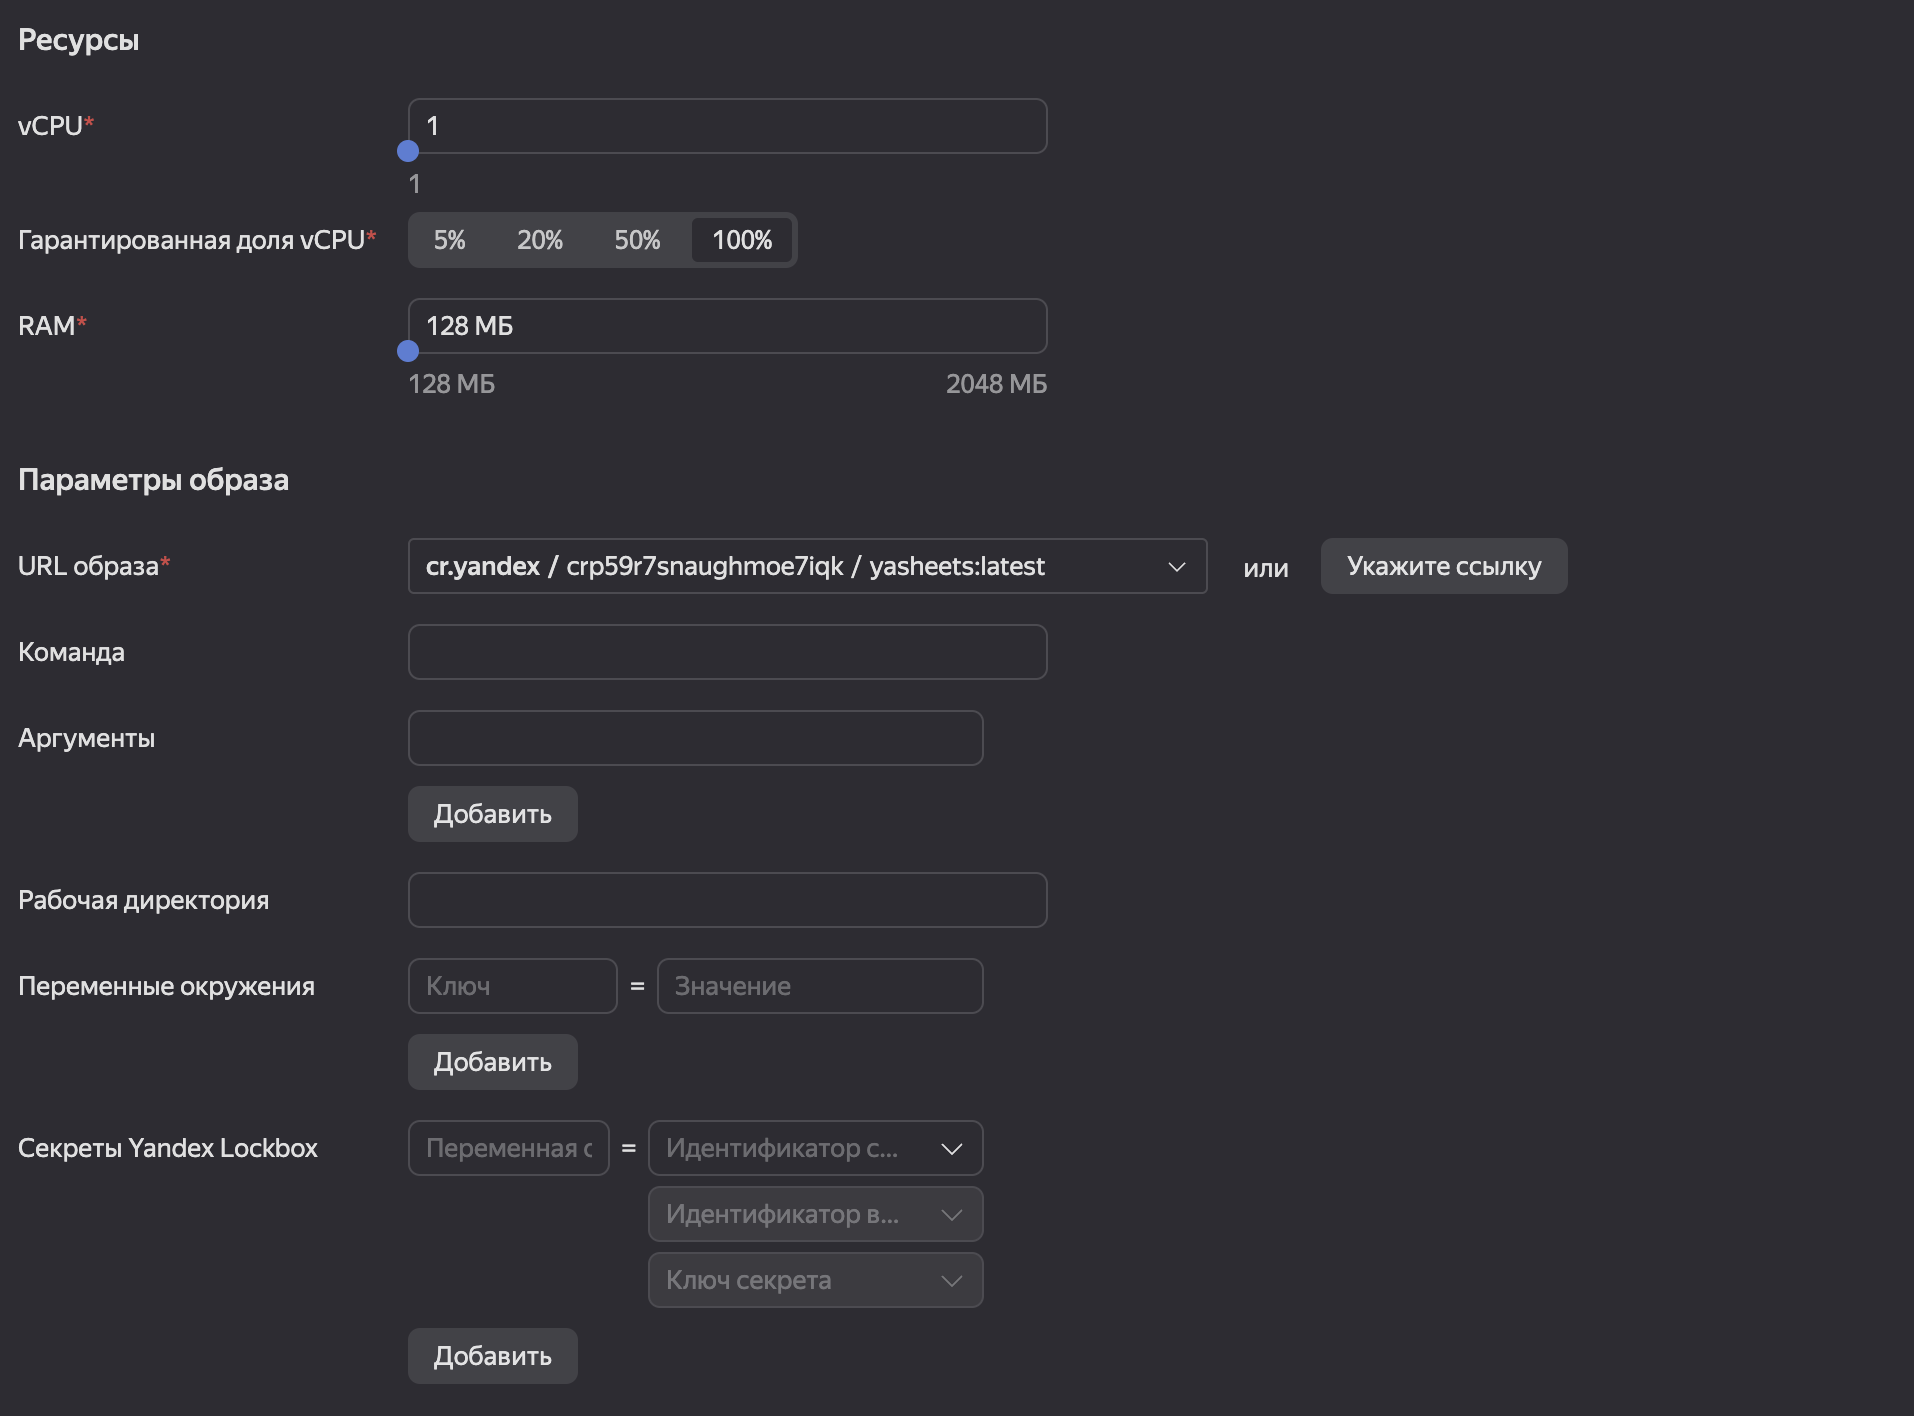 Ресурсы
vCPU*
1
1
Гарантированная доля vCPU*
5% 20% 50% 100%
RAM*
128 МБ
128 МБ 2048 МБ
Параметры образа
URL образа*
cr.yandex / crp59r7snaughmoe7iqk / yasheets:latest
или
Укажите ссылку
Команда
Аргументы
Добавить
Рабочая директория
Переменные окружения
Ключ = Значение
Добавить
Секреты Yandex Lockbox
Переменная с = Идентификатор с...
Идентификатор в...
Ключ секрета
Добавить